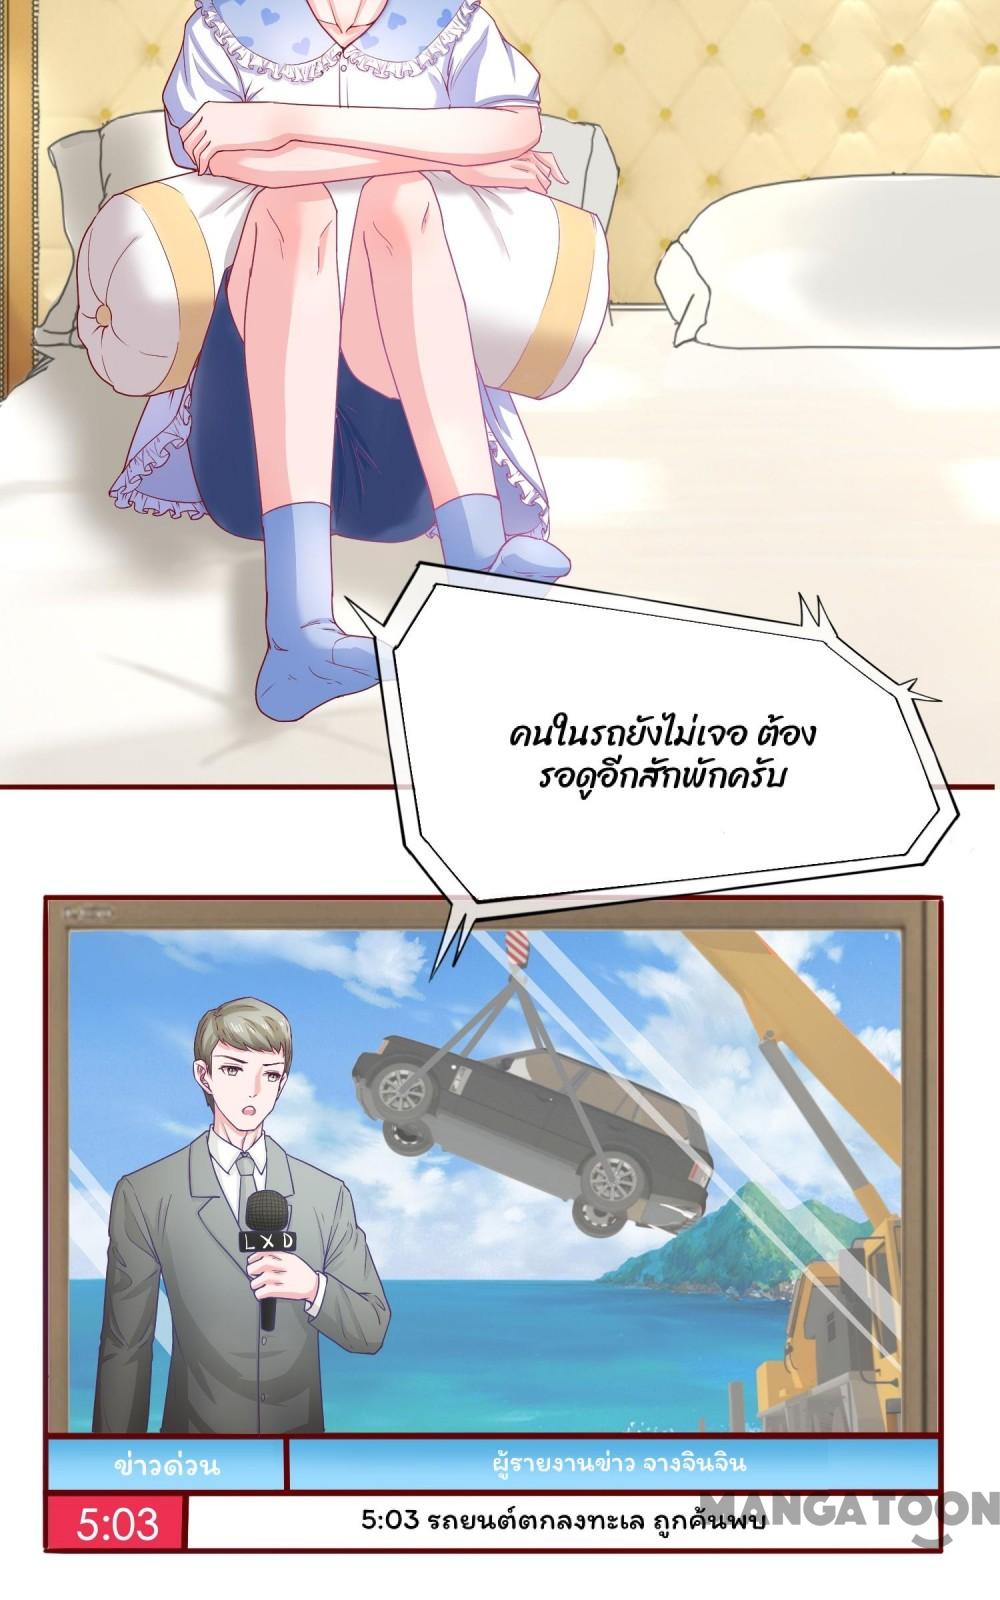 คนในรถยังไม่เจอ ต้อง
รอดูอีกสักพักครับ
LXD
ข่าวด่วน
ผู้รายงานข่าว จางจินจิน
5:03
5:03 รถยนต์ตกลงทะเล ถูกค้นพบ
MANGATOON